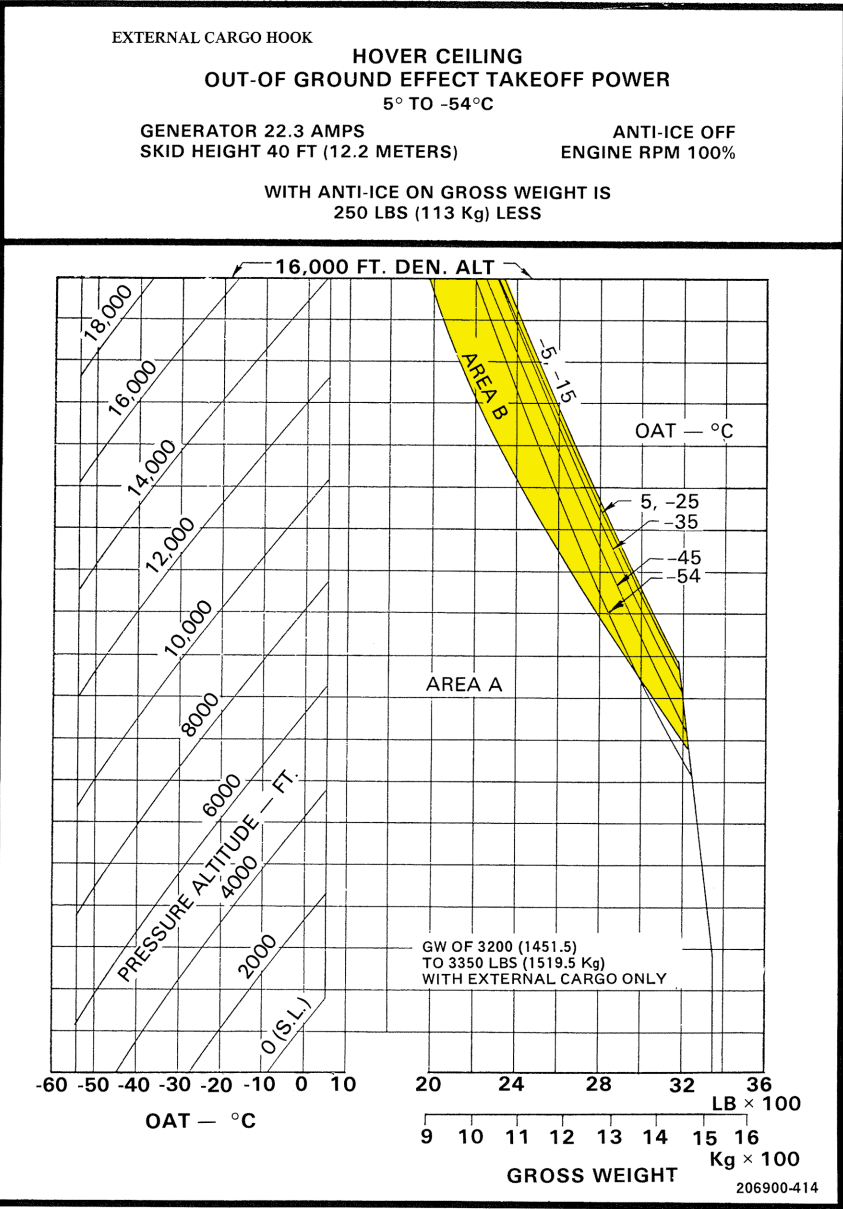 EXTERNAL CARGO HOOK
HOVER CEILING
OUT-OF GROUND EFFECT TAKEOFF POWER
5° TO -54°C
GENERATOR 22.3 AMPS
ANTI-ICE OFF
SKID HEIGHT 40 FT (12.2 METERS)
ENGINE RPM 100%
WITH ANTI-ICE ON GROSS WEIGHT IS
250 LBS (113 Kg) LESS
16,000 FT. DEN. ALT
18,000
16,000
14,000
12,000
10,000
8000
6000
4000
2000
0 (S.L.)
PRESSURE ALTITUDE — FT.
AREA B
-5, -15
OAT — °C
5, -25
-35
-45
-54
AREA A
GW OF 3200 (1451.5)
TO 3350 LBS (1519.5 Kg)
WITH EXTERNAL CARGO ONLY
-60 -50 -40 -30 -20 -10 0 10
20 24 28 32 36
LB × 100
OAT — °C
9 10 11 12 13 14 15 16
Kg × 100
GROSS WEIGHT
206900-414